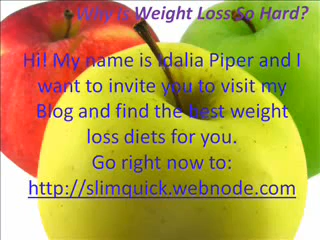 Why is Weight Loss So Hard?
Hi! My name is Idalia Piper and I
want to invite you to visit my
Blog and find the best weight
loss diets for you.
Go right now to:
http://slimquick.webnode.com